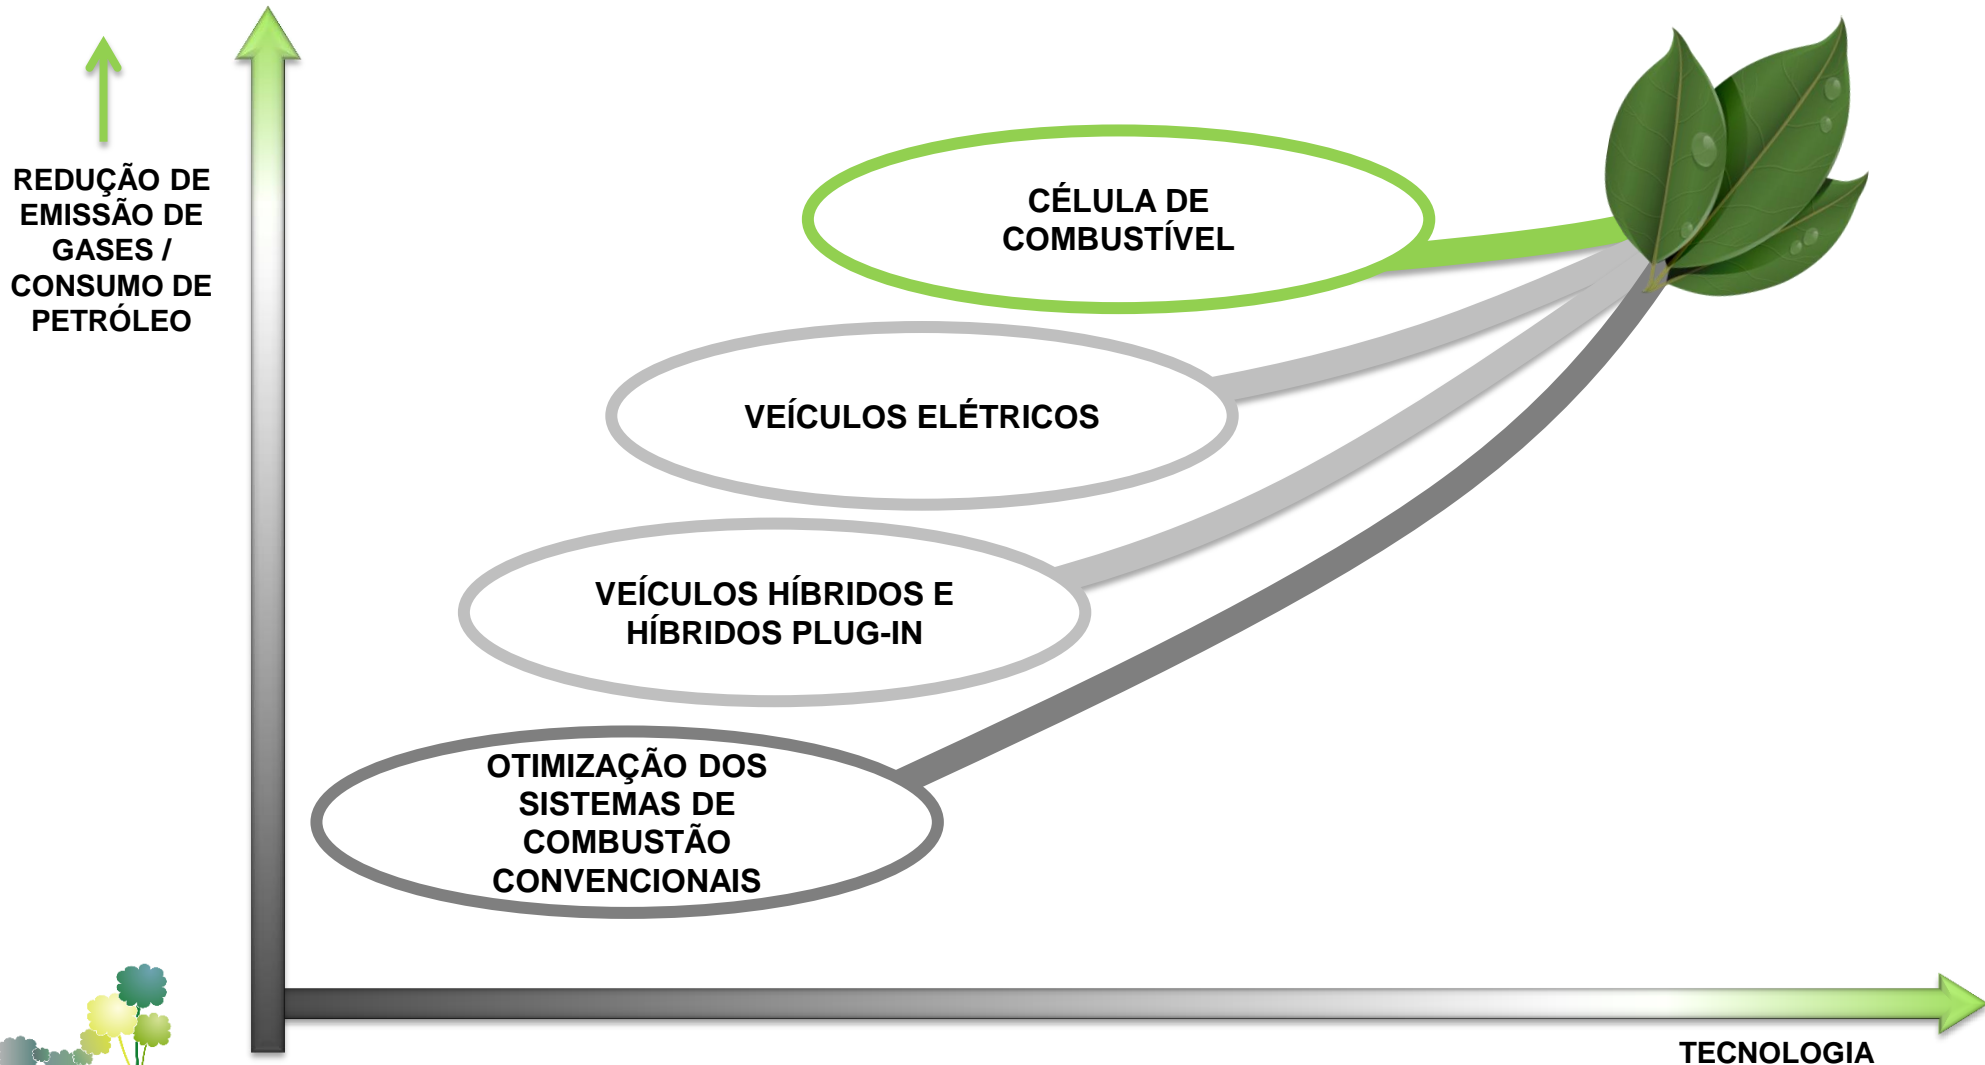 REDUÇÃO DE
EMISSÃO DE
GASES /
CONSUMO DE
PETRÓLEO
CÉLULA DE
COMBUSTÍVEL
VEÍCULOS ELÉTRICOS
VEÍCULOS HÍBRIDOS E
HÍBRIDOS PLUG-IN
OTIMIZAÇÃO DOS
SISTEMAS DE
COMBUSTÃO
CONVENCIONAIS
TECNOLOGIA